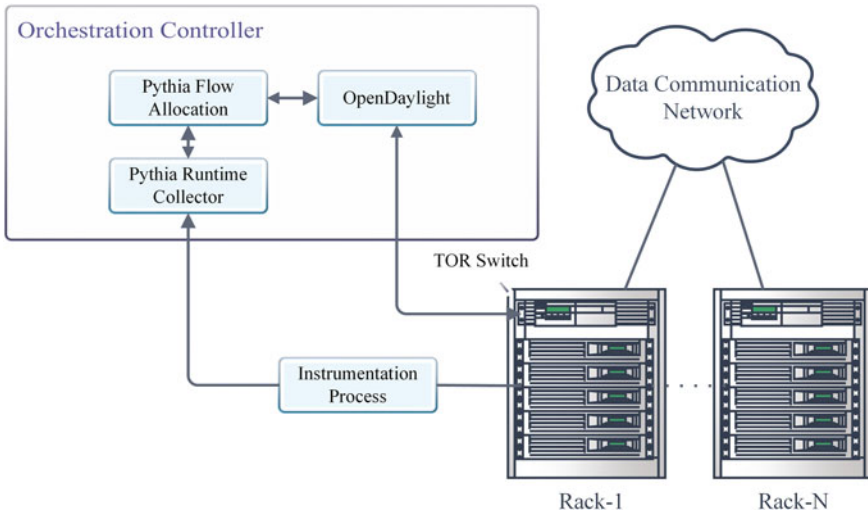 Orchestration Controller
Pythia Flow
Allocation
OpenDaylight
Data Communication
Network
Pythia Runtime
Collector
TOR Switch
Instrumentation
Process
Rack-1
Rack-N